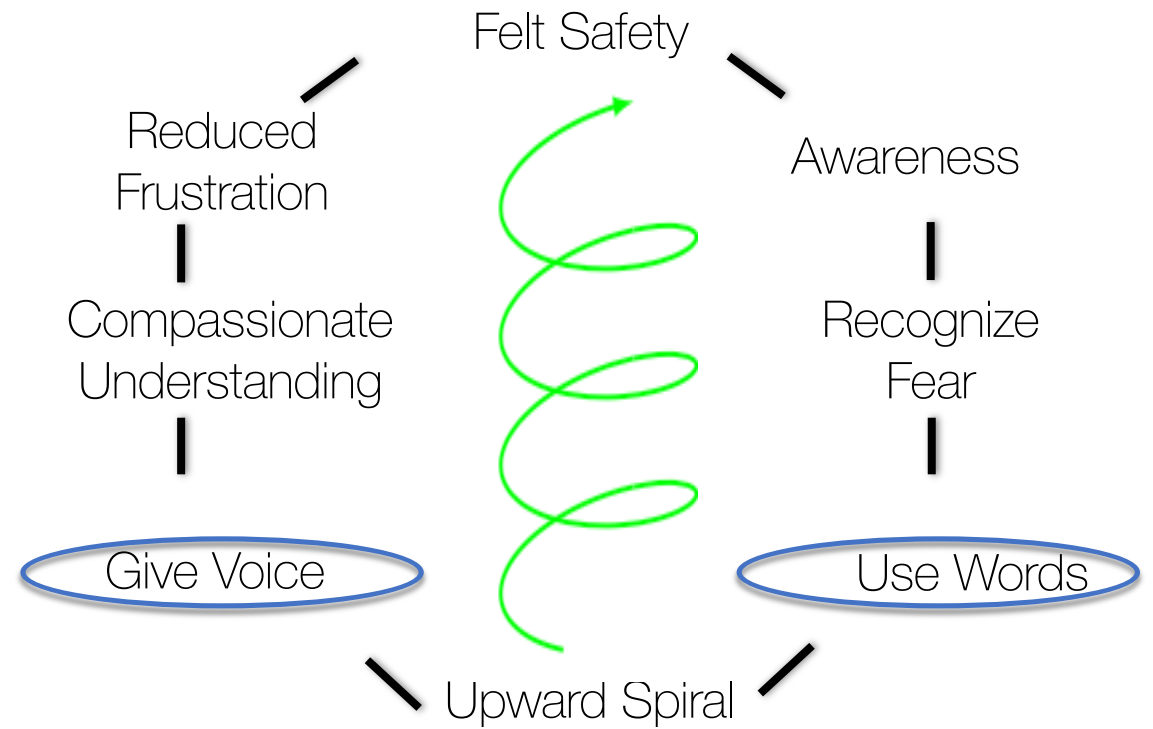 Felt Safety
Reduced
Frustration
Awareness
Compassionate
Understanding
Recognize
Fear
Give Voice
Use Words
Upward Spiral